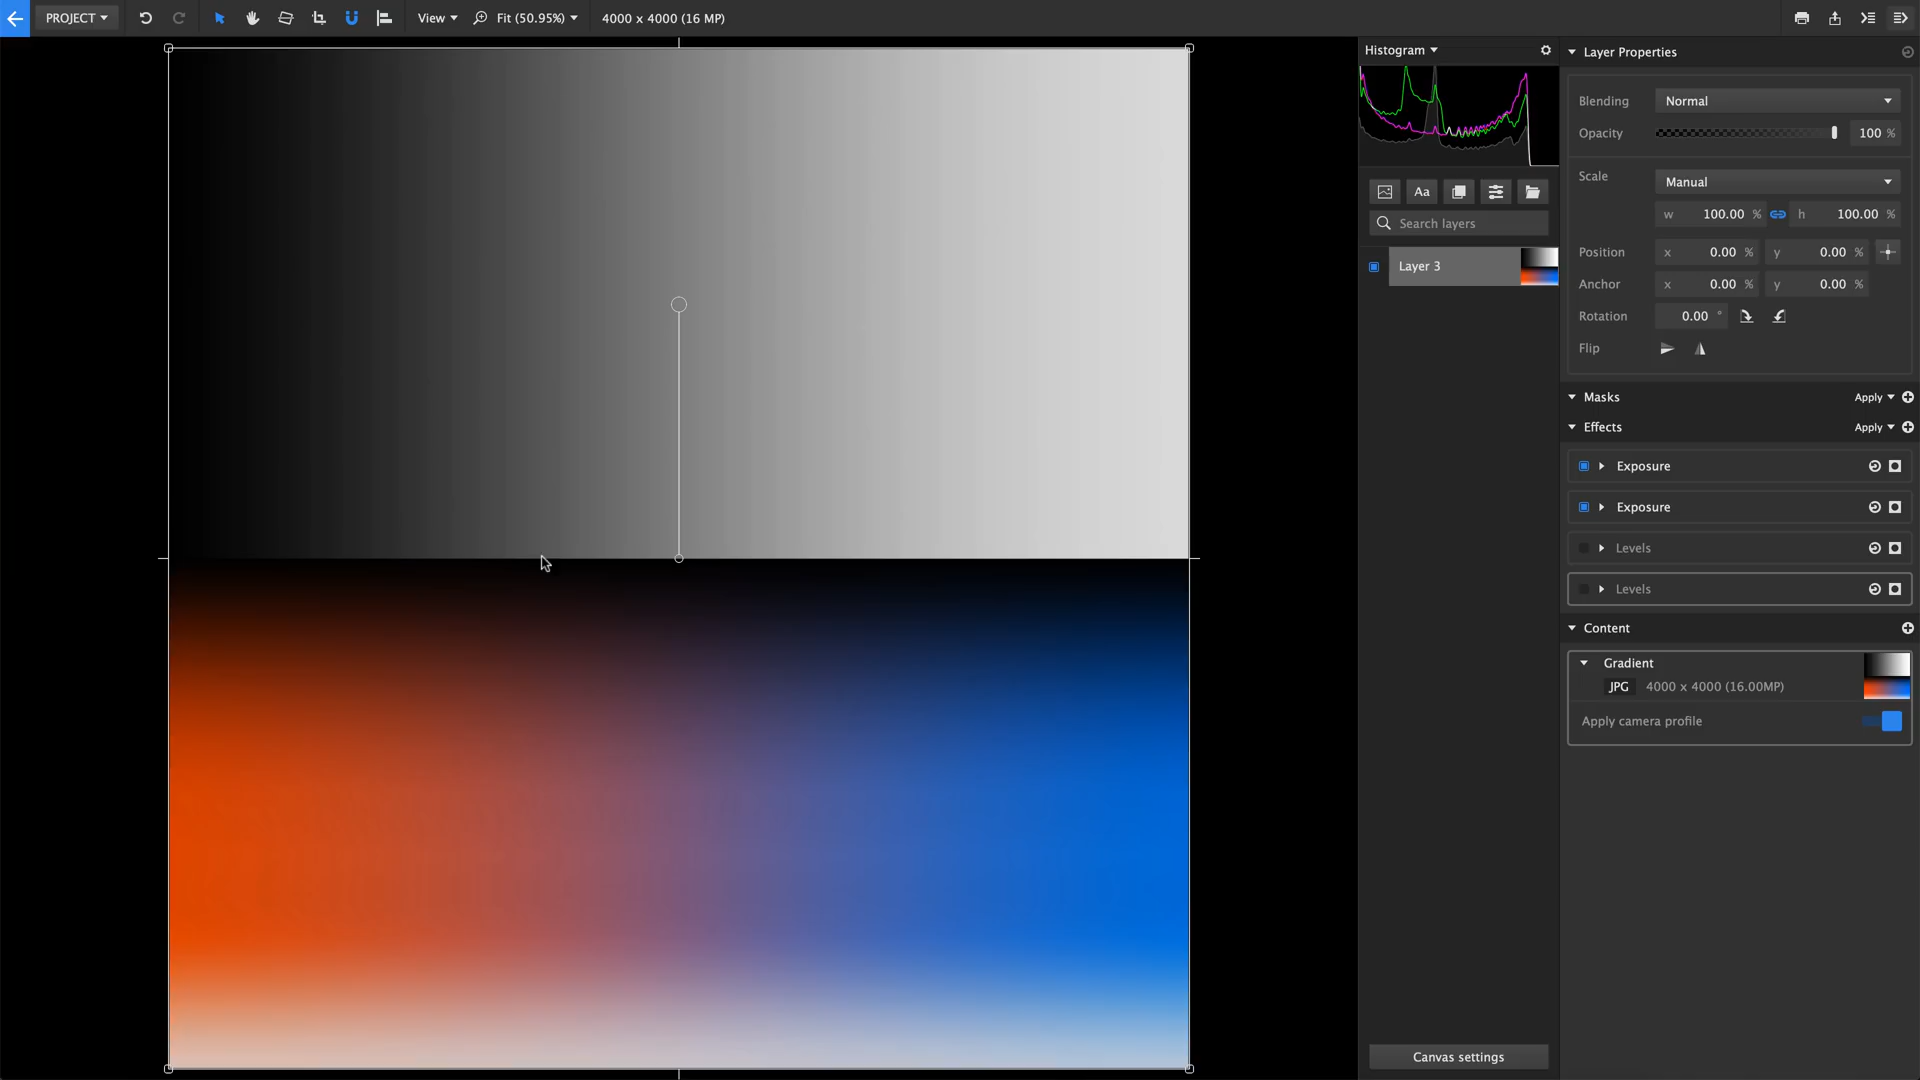 PROJECT
View
Fit (50.95%)
4000 x 4000 (16 MP)
Histogram
Aa
Search layers
Layer 3
Canvas settings
Layer Properties
Blending Normal
Opacity 100 %
Scale Manual
w 100.00 % h 100.00 %
Position x 0.00 % y 0.00 %
Anchor x 0.00 % y 0.00 %
Rotation 0.00 °
Flip
Masks Apply
Effects Apply
Exposure
Exposure
Levels
Levels
Content
Gradient
JPG 4000 x 4000 (16.00MP)
Apply camera profile